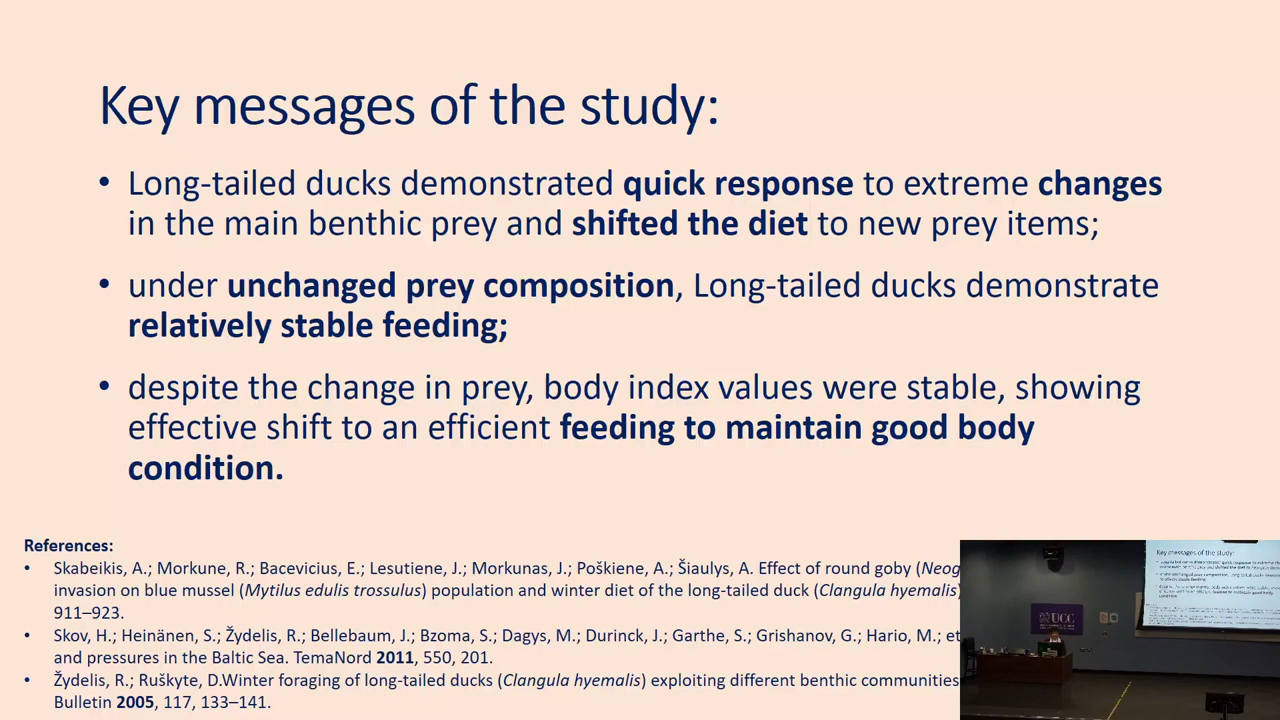 Key messages of the study:
• Long-tailed ducks demonstrated quick response to extreme changes
in the main benthic prey and shifted the diet to new prey items;
• under unchanged prey composition, Long-tailed ducks demonstrate
relatively stable feeding;
• despite the change in prey, body index values were stable, showing
effective shift to an efficient feeding to maintain good body
condition.
References:
• Skabeikis, A.; Morkune, R.; Bacevicius, E.; Lesutiene, J.; Morkunas, J.; Poškiene, A.; Šiaulys, A. Effect of round goby (Neog
invasion on blue mussel (Mytilus edulis trossulus) population and winter diet of the long-tailed duck (Clangula hyemalis)
911–923.
• Skov, H.; Heinänen, S.; Žydelis, R.; Bellebaum, J.; Bzoma, S.; Dagys, M.; Durinck, J.; Garthe, S.; Grishanov, G.; Hario, M.; et
and pressures in the Baltic Sea. TemaNord 2011, 550, 201.
• Žydelis, R.; Ruškyte, D.Winter foraging of long-tailed ducks (Clangula hyemalis) exploiting different benthic communities
Bulletin 2005, 117, 133–141.
Key messages of the study:
UCC